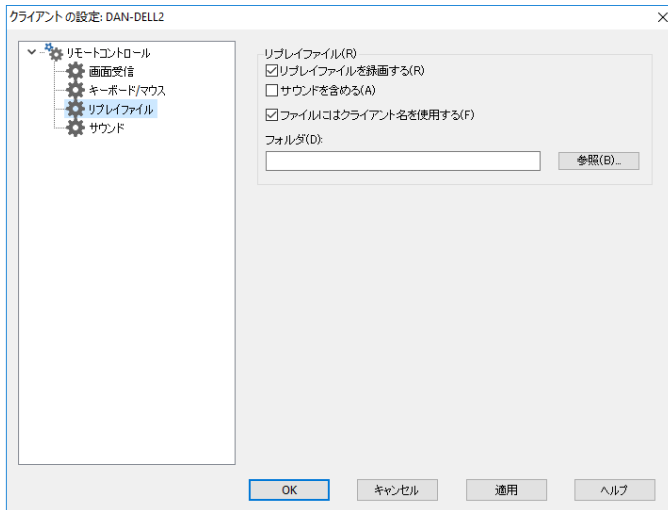 クライアントの設定: DAN-DELL2
リモートコントロール
画面受信
キーボード/マウス
リプレイファイル
サウンド
リプレイファイル(R)
リプレイファイルを録画する(R)
サウンドを含める(A)
ファイルにはクライアント名を使用する(F)
フォルダ(D):
参照(B)...
OK
キャンセル
適用
ヘルプ